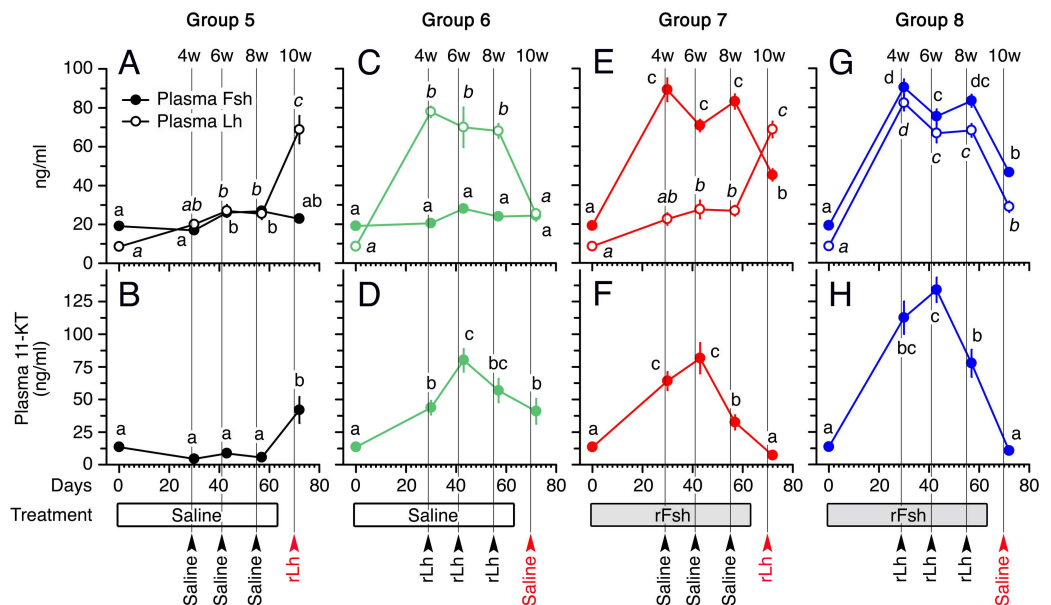 Group 5 Group 6 Group 7 Group 8
4w 6w 8w 10w 4w 6w 8w 10w 4w 6w 8w 10w 4w 6w 8w 10w
A C E G
100
80
60
40
20
0
ng/ml
Plasma Fsh
Plasma Lh
a a ab b b c ab a b b
a a b b b a a a a a
a c c c b a ab b b c
a d c dc b a d c c b
B D F H
125
100
75
50
25
0
Plasma 11-KT
(ng/ml)
a a a a b
a b c bc b
a c c b a
a bc c b a
Days 0 20 40 60 80 0 20 40 60 80 0 20 40 60 80 0 20 40 60 80
Treatment Saline Saline rFsh rFsh
Saline Saline Saline rLh rLh rLh rLh Saline Saline Saline Saline rLh rLh rLh rLh Saline